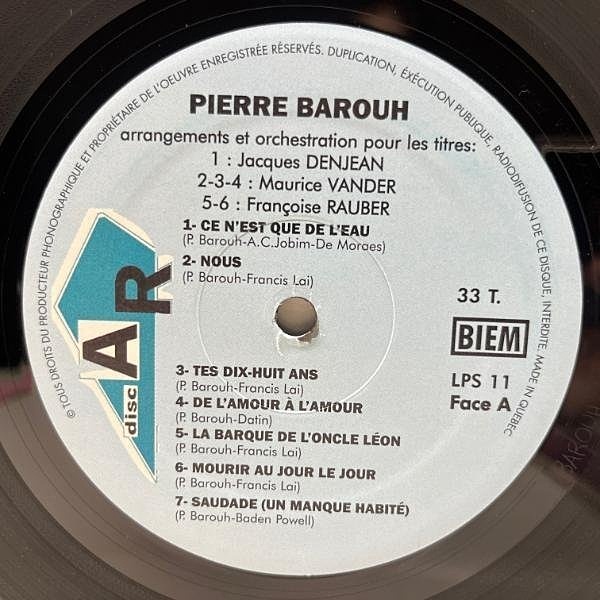 © TOUS DROITS DU PRODUCTEUR PHONOGRAPHIQUE ET PROPRIÉTAIRE DE L'OEUVRE ENREGISTRÉE RÉSERVÉS. DUPLICATION, ÉXÉCUTION PUBLIQUE, RADIODIFUSION DE CE DISQUE, INTERDITE. MADE IN QUEBEC
PIERRE BAROUH
arrangements et orchestration pour les titres:
1 : Jacques DENJEAN
2-3-4 : Maurice VANDER
5-6 : Françoise RAUBER
1- CE N'EST QUE DE L'EAU
(P. Barouh-A.C.Jobim-De Moraes)
2- NOUS
(P. Barouh-Francis Lai)
33 T.
BIEM
LPS 11
Face A
disc AR
3- TES DIX-HUIT ANS
(P. Barouh-Francis Lai)
4- DE L'AMOUR À L'AMOUR
(P. Barouh-Datin)
5- LA BARQUE DE L'ONCLE LÉON
(P. Barouh-Francis Lai)
6- MOURIR AU JOUR LE JOUR
(P. Barouh-Francis Lai)
7- SAUDADE (UN MANQUE HABITÉ)
(P. Barouh-Baden Powell)
BAROUH